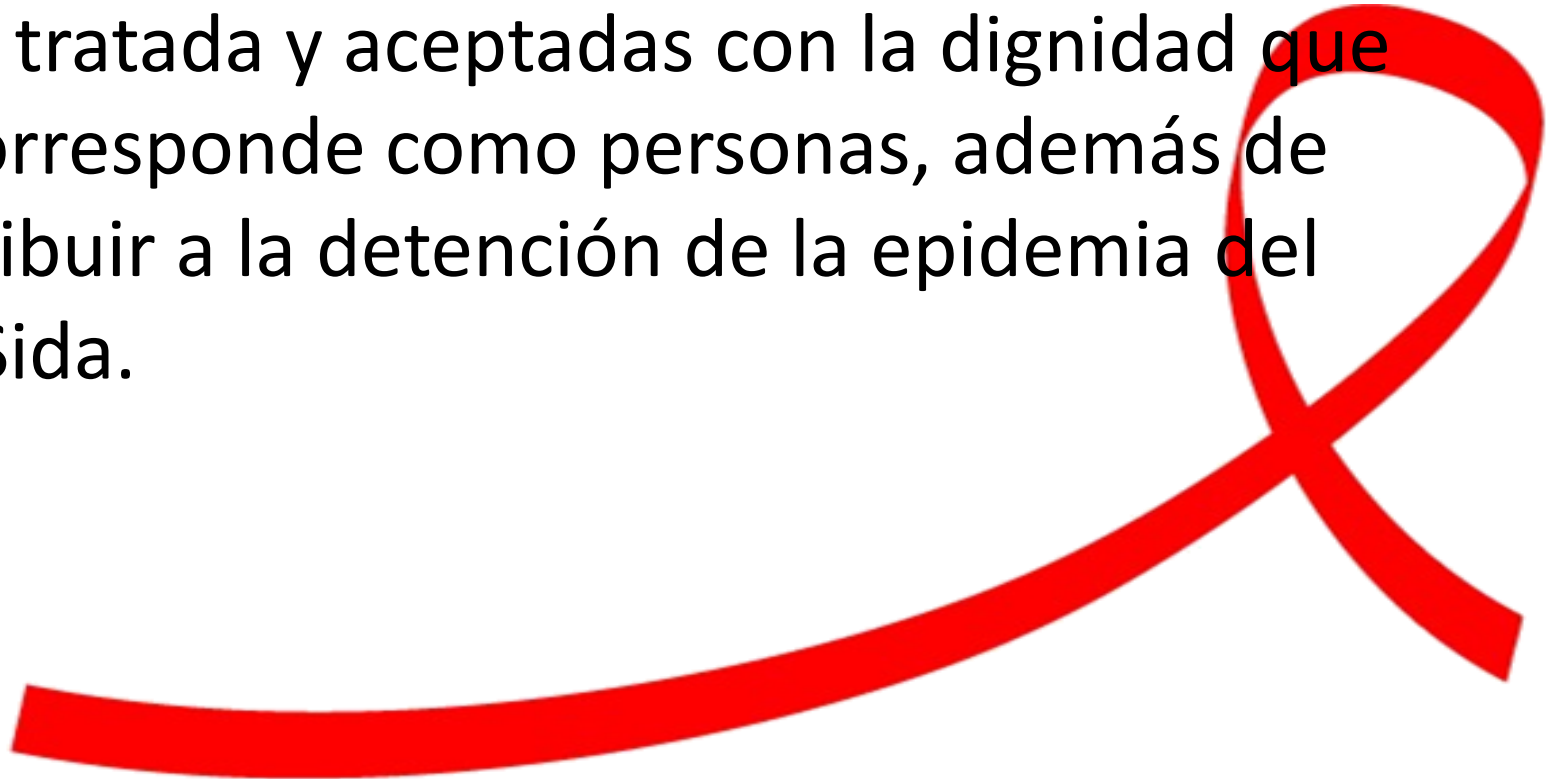 tratada y aceptadas con la dignidad que
orresponde como personas, además de
ibuir a la detención de la epidemia del
Sida.